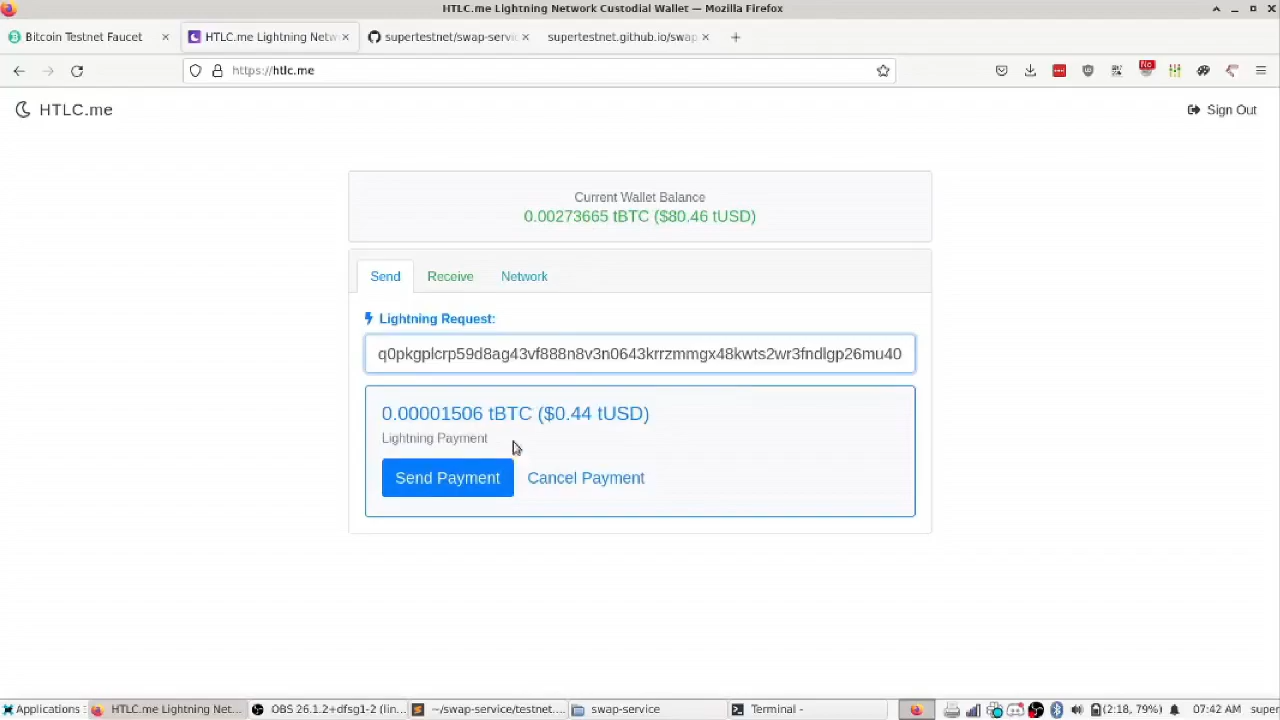 HTLC.me Lightning Network Custodial Wallet — Mozilla Firefox
Bitcoin Testnet Faucet
HTLC.me Lightning Netw
supertestnet/swap-servic
supertestnet.github.io/swap
https://htlc.me
No
HTLC.me
Sign Out
Current Wallet Balance
0.00273665 tBTC ($80.46 tUSD)
Send
Receive
Network
Lightning Request:
q0pkgplcrp59d8ag43vf888n8v3n0643krrzmmgx48kwts2wr3fndlgp26mu40
0.00001506 tBTC ($0.44 tUSD)
Lightning Payment
Send Payment
Cancel Payment
Applications
HTLC.me Lightning Net...
OBS 26.1.2+dfsg1-2 (lin...
~/swap-service/testnet....
swap-service
Terminal -
(2:18, 79%)
07:42 AM
super